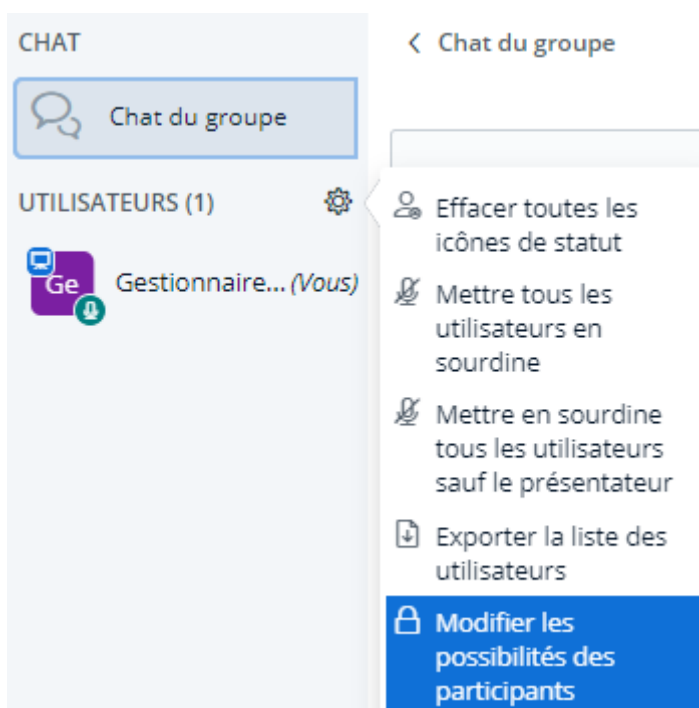 CHAT
Chat du groupe
UTILISATEURS (1)
Ge
Gestionnaire... (Vous)
Chat du groupe
Effacer toutes les
icônes de statut
Mettre tous les
utilisateurs en
sourdine
Mettre en sourdine
tous les utilisateurs
sauf le présentateur
Exporter la liste des
utilisateurs
Modifier les
possibilités des
participants